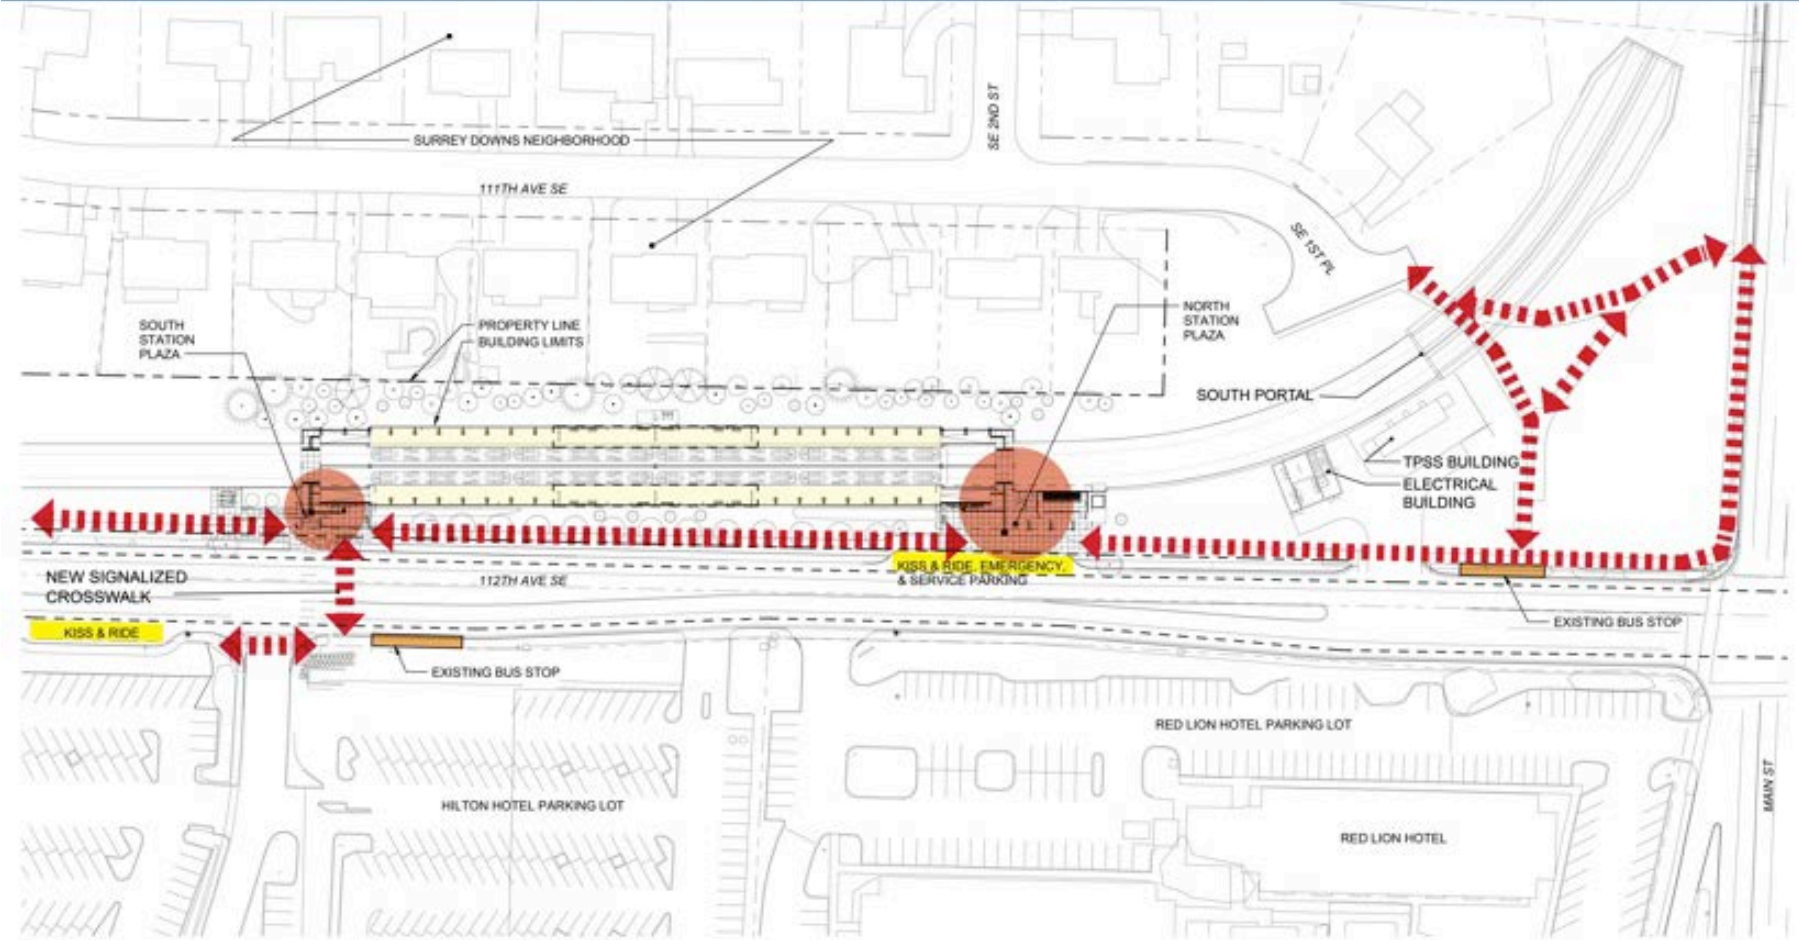 SE 2ND ST
SURREY DOWNS NEIGHBORHOOD
111TH AVE SE
SE 1ST PL
SOUTH
STATION
PLAZA
PROPERTY LINE
BUILDING LIMITS
NORTH
STATION
PLAZA
SOUTH PORTAL
TPSS BUILDING
ELECTRICAL
BUILDING
NEW SIGNALIZED
CROSSWALK
112TH AVE SE
KISS & RIDE, EMERGENCY,
& SERVICE PARKING
KISS & RIDE
EXISTING BUS STOP
EXISTING BUS STOP
RED LION HOTEL PARKING LOT
HILTON HOTEL PARKING LOT
RED LION HOTEL
MAIN ST